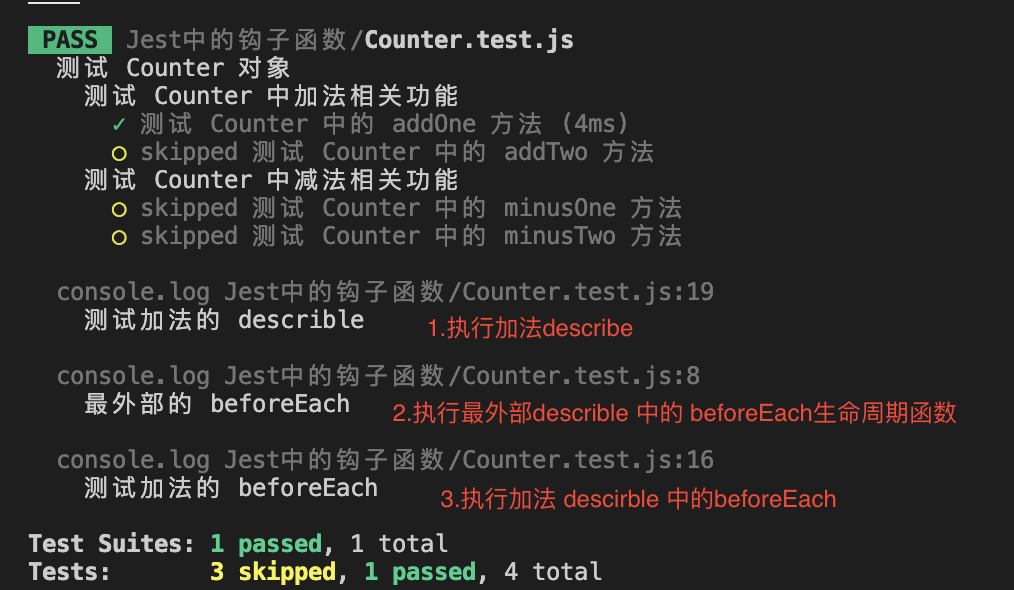 PASS Jest中的钩子函数/Counter.test.js
测试 Counter 对象
测试 Counter 中加法相关功能
✓ 测试 Counter 中的 addOne 方法 (4ms)
○ skipped 测试 Counter 中的 addTwo 方法
测试 Counter 中减法相关功能
○ skipped 测试 Counter 中的 minusOne 方法
○ skipped 测试 Counter 中的 minusTwo 方法
console.log Jest中的钩子函数/Counter.test.js:19
测试加法的 describle 1.执行加法describe
console.log Jest中的钩子函数/Counter.test.js:8
最外部的 beforeEach 2.执行最外部describle 中的 beforeEach生命周期函数
console.log Jest中的钩子函数/Counter.test.js:16
测试加法的 beforeEach 3.执行加法 descirble 中的beforeEach
Test Suites: 1 passed, 1 total
Tests: 3 skipped, 1 passed, 4 total